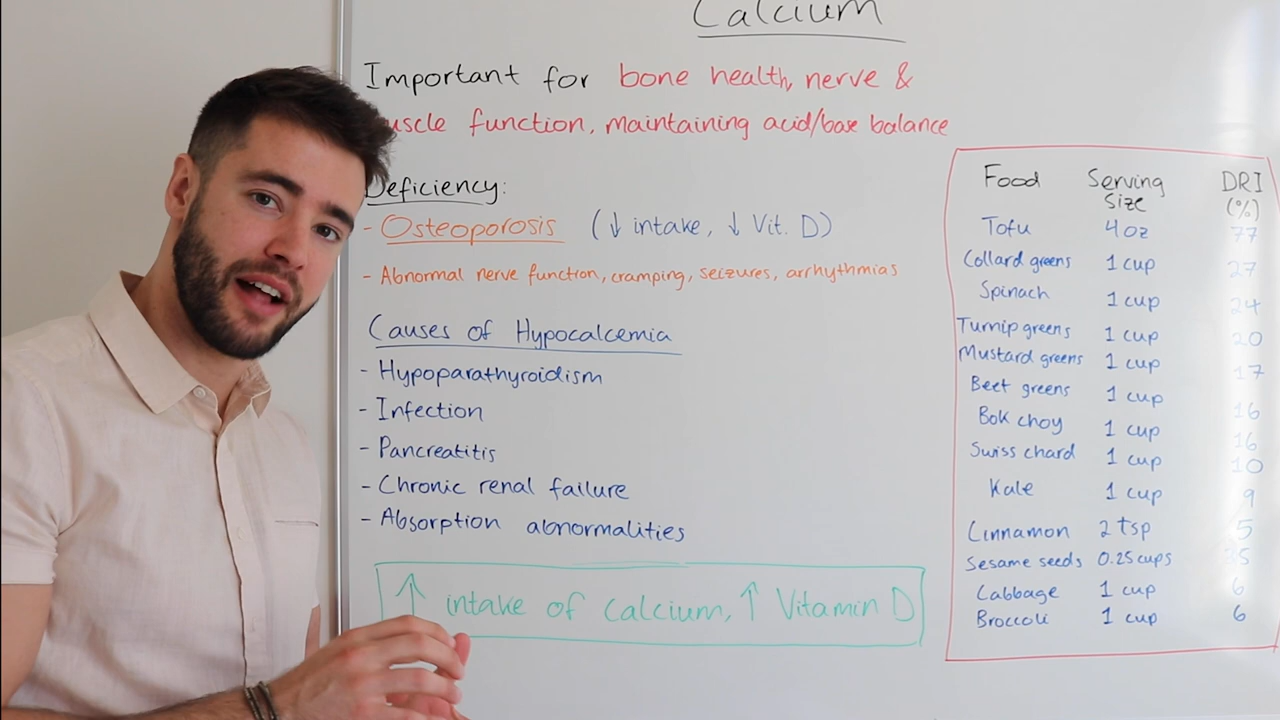 Calcium
Important for bone health, nerve &
muscle function, maintaining acid/base balance
Deficiency:
- Osteoporosis (↓ intake, ↓ Vit. D)
- Abnormal nerve function, cramping, seizures, arrhythmias
Causes of Hypocalcemia
- Hypoparathyroidism
- Infection
- Pancreatitis
- Chronic renal failure
- Absorption abnormalities
↑ intake of calcium, ↑ Vitamin D
Food Serving Size DRI (%)
Tofu 4 oz 77
Collard greens 1 cup 27
Spinach 1 cup 24
Turnip greens 1 cup 20
Mustard greens 1 cup 17
Beet greens 1 cup 16
Bok choy 1 cup 16
Swiss chard 1 cup 10
Kale 1 cup 9
Cinnamon 2 tsp 5
Sesame seeds 0.25 cups
Cabbage 1 cup 6
Broccoli 1 cup 6